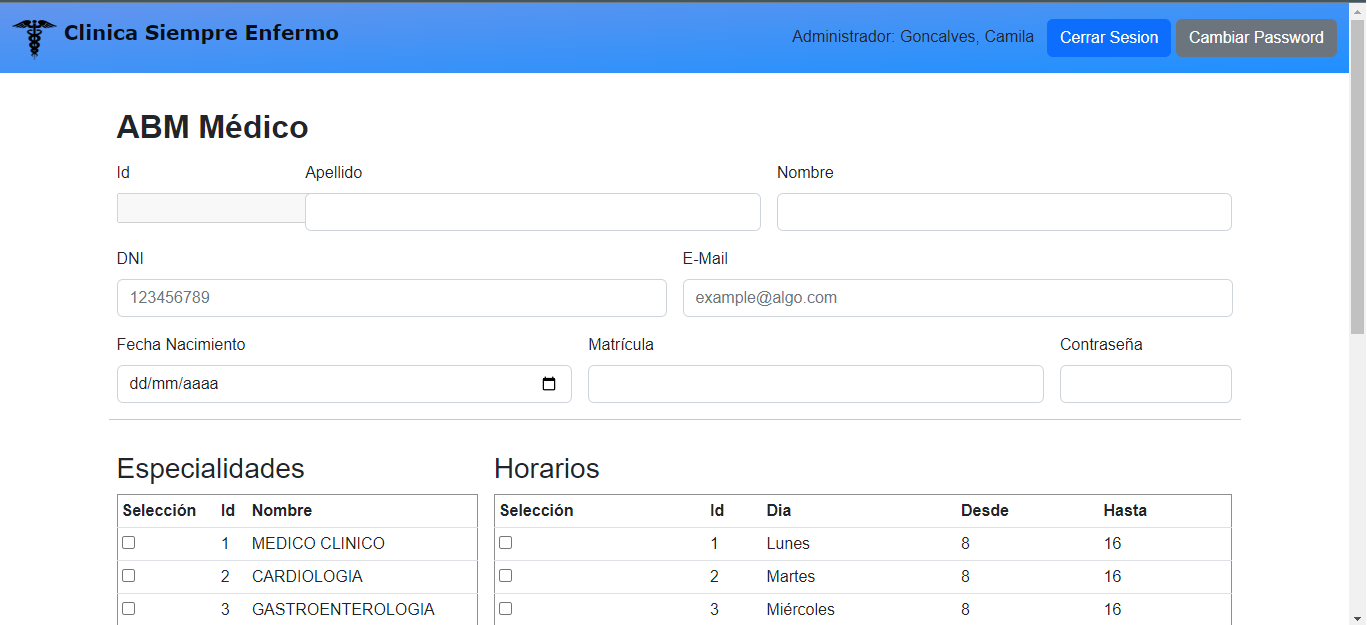 Clinica Siempre Enfermo
Administrador: Goncalves, Camila Cerrar Sesion Cambiar Password
ABM Médico
Id Apellido Nombre
DNI E-Mail
123456789 example@algo.com
Fecha Nacimiento Matrícula Contraseña
dd/mm/aaaa
Especialidades Horarios
Selección Id Nombre Selección Id Dia Desde Hasta
1 MEDICO CLINICO 1 Lunes 8 16
2 CARDIOLOGIA 2 Martes 8 16
3 GASTROENTEROLOGIA 3 Miércoles 8 16